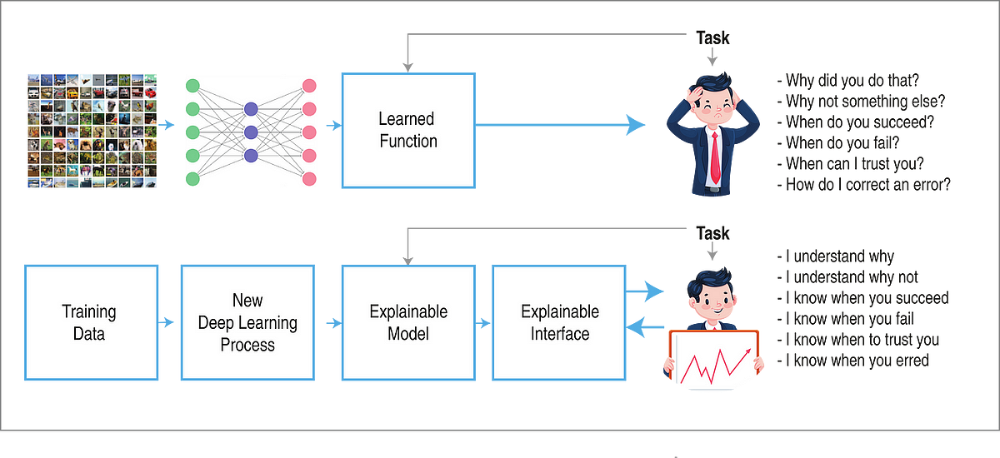 Task
Learned
Function
- Why did you do that?
- Why not something else?
- When do you succeed?
- When do you fail?
- When can I trust you?
- How do I correct an error?
Task
Training
Data
New
Deep Learning
Process
Explainable
Model
Explainable
Interface
- I understand why
- I understand why not
- I know when you succeed
- I know when you fail
- I know when to trust you
- I know when you erred